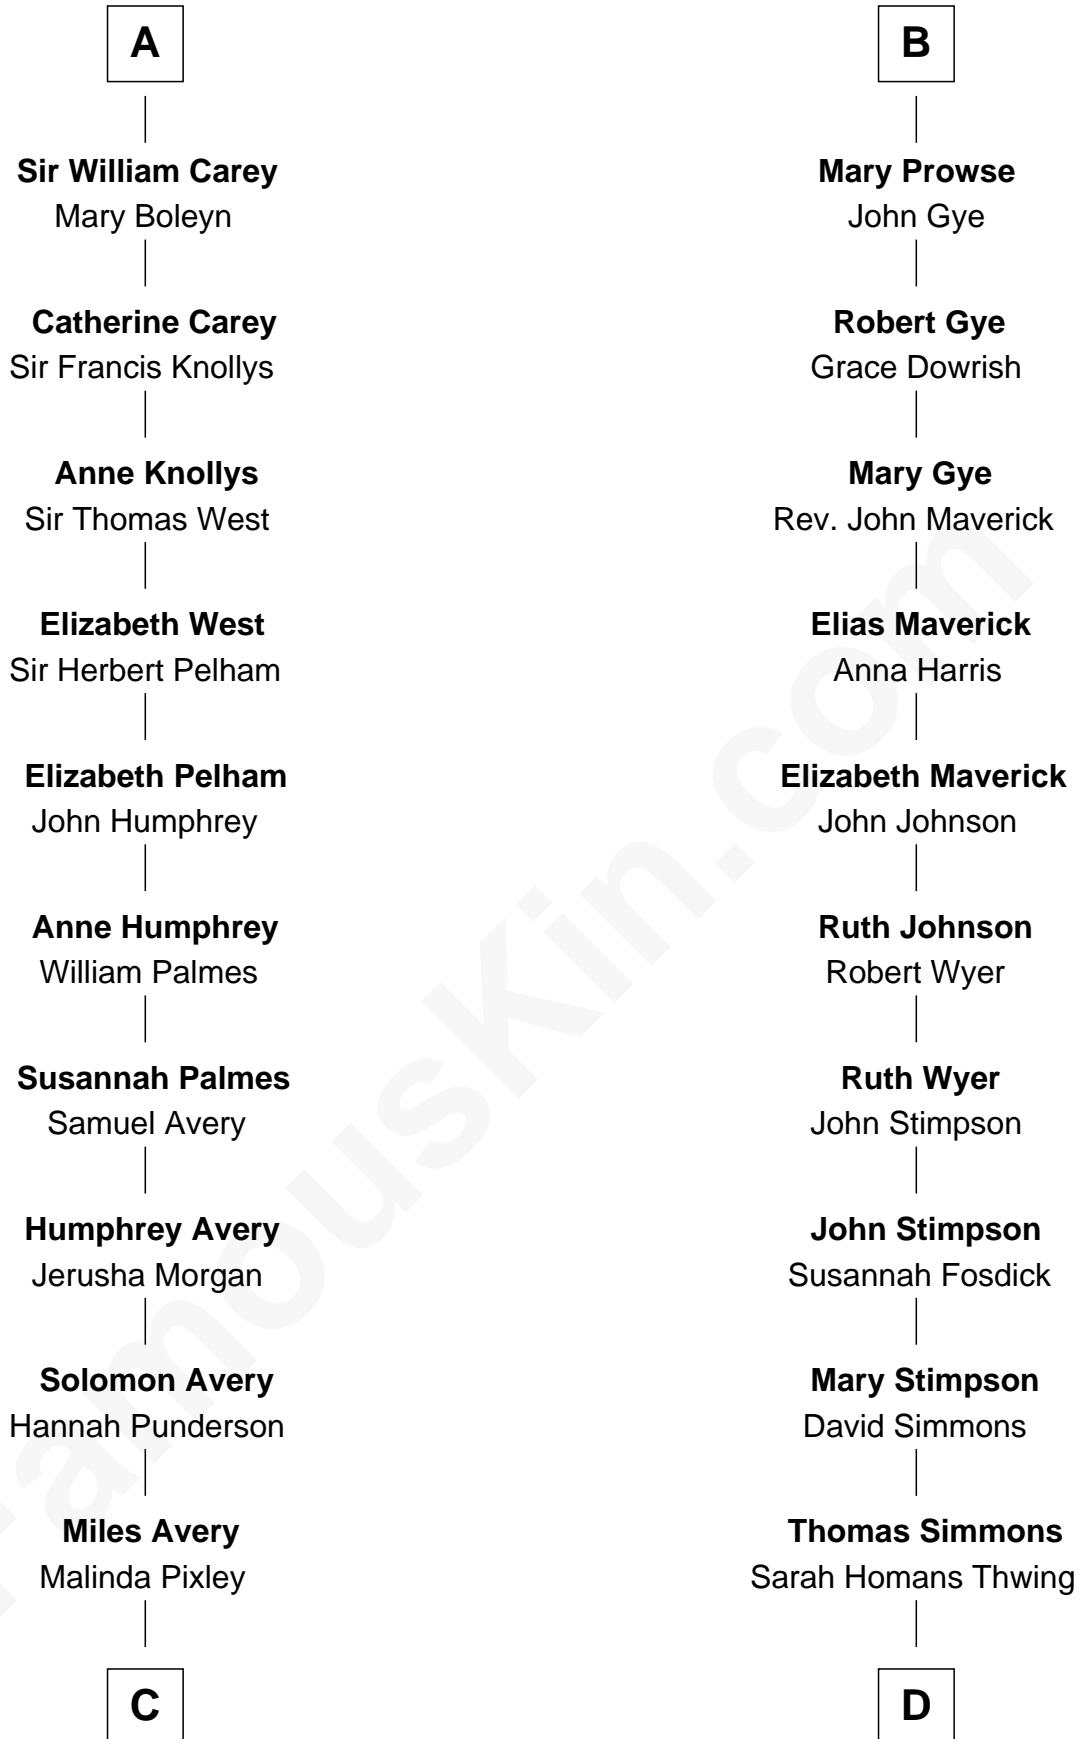 A
Sir William Carey
Mary Boleyn
Catherine Carey
Sir Francis Knollys
Anne Knollys
Sir Thomas West
Elizabeth West
Sir Herbert Pelham
Elizabeth Pelham
John Humphrey
Anne Humphrey
William Palmes
Susannah Palmes
Samuel Avery
Humphrey Avery
Jerusha Morgan
Solomon Avery
Hannah Punderson
Miles Avery
Malinda Pixley
C
B
Mary Prowse
John Gye
Robert Gye
Grace Dowrish
Mary Gye
Rev. John Maverick
Elias Maverick
Anna Harris
Elizabeth Maverick
John Johnson
Ruth Johnson
Robert Wyer
Ruth Wyer
John Stimpson
John Stimpson
Susannah Fosdick
Mary Stimpson
David Simmons
Thomas Simmons
Sarah Homans Thwing
D
FamousKin.com